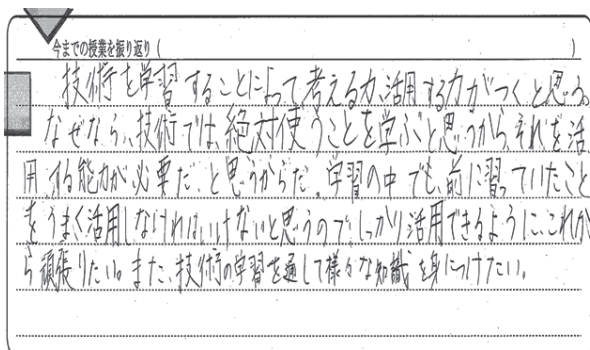 今までの授業を振り返り（　　　）
技術を学習することによって考える力、活用する力がつくと思う。
なぜなら、技術では、絶対使うことを学ぶと思うから、それを活
用する能力が必要だ、と思うからだ。学習の中でも、前に習っていたこと
をうまく活用しなければいけないと思うので、しっかり活用できるように、これか
ら頑張りたい。また、技術の学習を通して様々な知識を身につけたい。